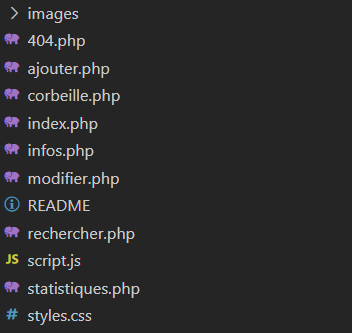 images
404.php
ajouter.php
corbeille.php
index.php
infos.php
modifier.php
README
rechercher.php
JS script.js
statistiques.php
# styles.css